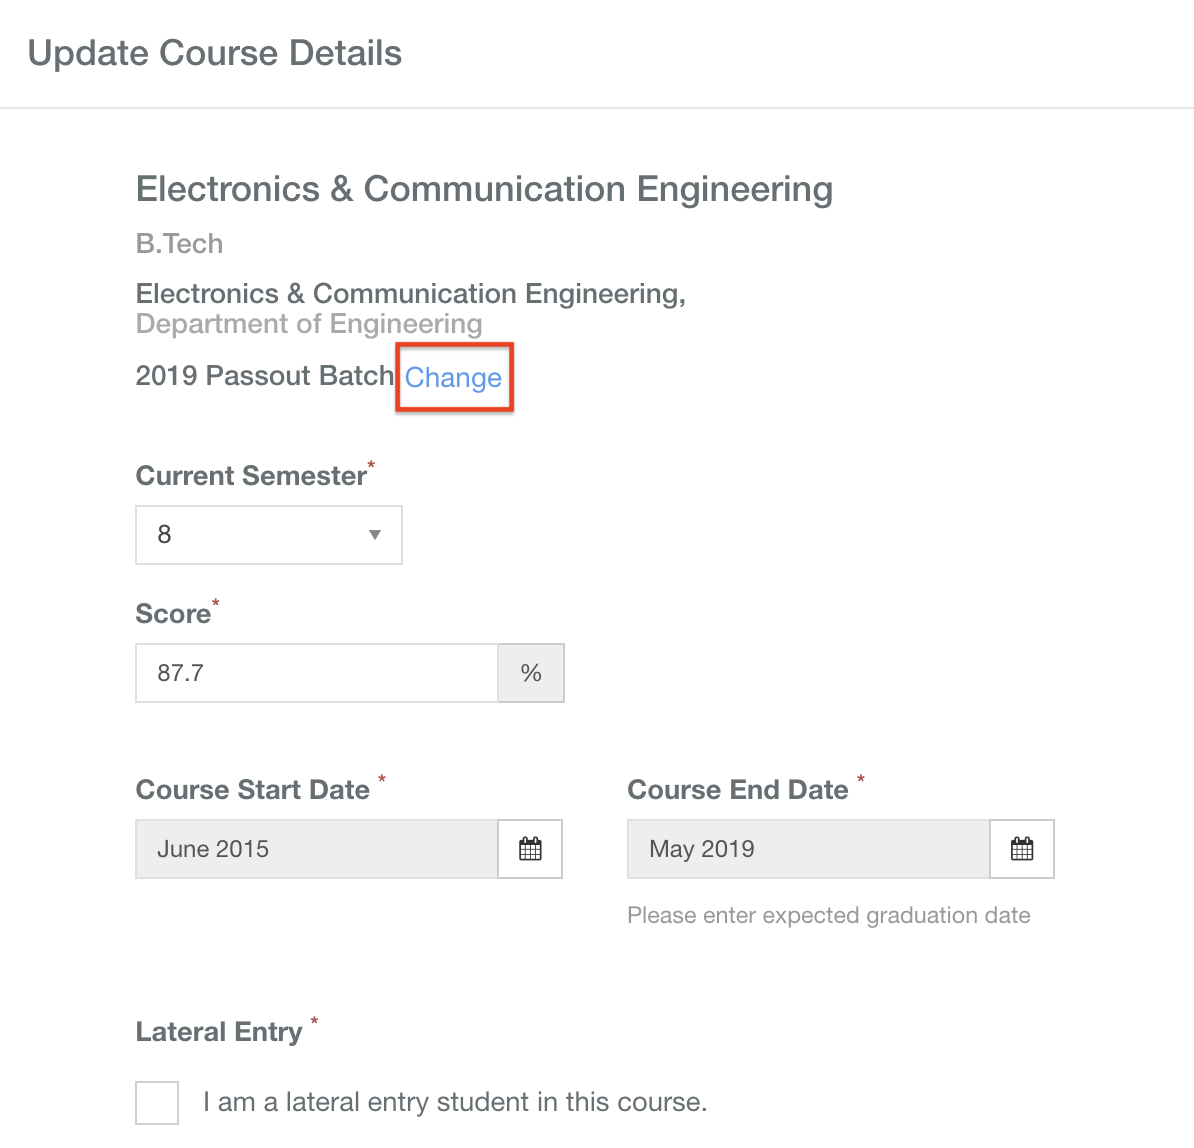 Update Course Details
Electronics & Communication Engineering
B.Tech
Electronics & Communication Engineering,
Department of Engineering
2019 Passout Batch Change
Current Semester*
8
Score*
87.7 %
Course Start Date * Course End Date *
June 2015 May 2019
Please enter expected graduation date
Lateral Entry *
I am a lateral entry student in this course.